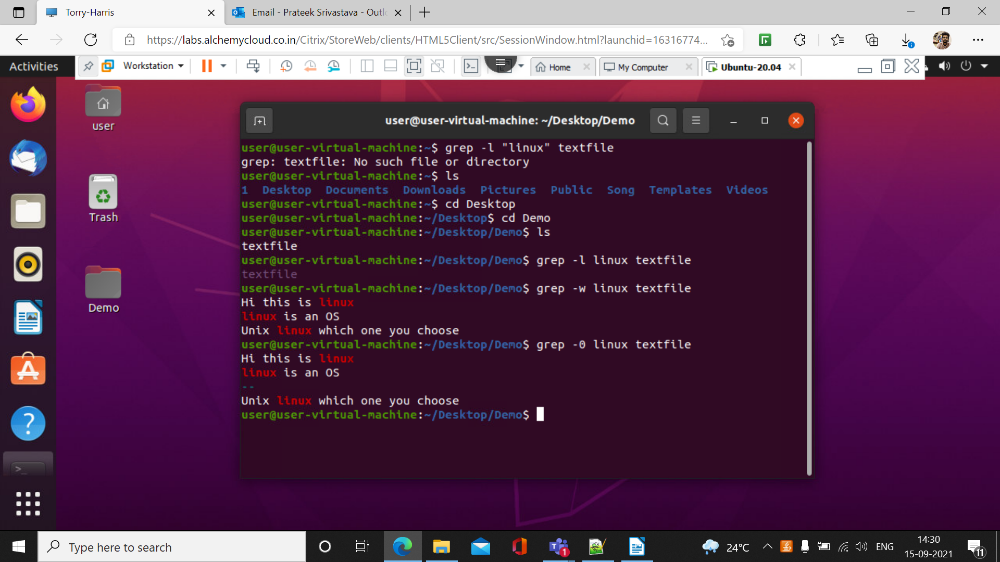 Torry-Harris
Email - Prateek Srivastava - Outlo
https://labs.alchemycloud.co.in/Citrix/StoreWeb/clients/HTML5Client/src/SessionWindow.html?launchid=16316774...
Activities
Workstation
Home
My Computer
Ubuntu-20.04
user
Trash
Demo
user@user-virtual-machine: ~/Desktop/Demo
user@user-virtual-machine:~$ grep -l "linux" textfile
grep: textfile: No such file or directory
user@user-virtual-machine:~$ ls
1 Desktop Documents Downloads Pictures Public Song Templates Videos
user@user-virtual-machine:~$ cd Desktop
user@user-virtual-machine:~/Desktop$ cd Demo
user@user-virtual-machine:~/Desktop/Demo$ ls
textfile
user@user-virtual-machine:~/Desktop/Demo$ grep -l linux textfile
textfile
user@user-virtual-machine:~/Desktop/Demo$ grep -w linux textfile
Hi this is linux
linux is an OS
Unix linux which one you choose
user@user-virtual-machine:~/Desktop/Demo$ grep -0 linux textfile
Hi this is linux
linux is an OS
--
Unix linux which one you choose
user@user-virtual-machine:~/Desktop/Demo$
Type here to search
1
24°C
ENG
14:30
15-09-2021
11